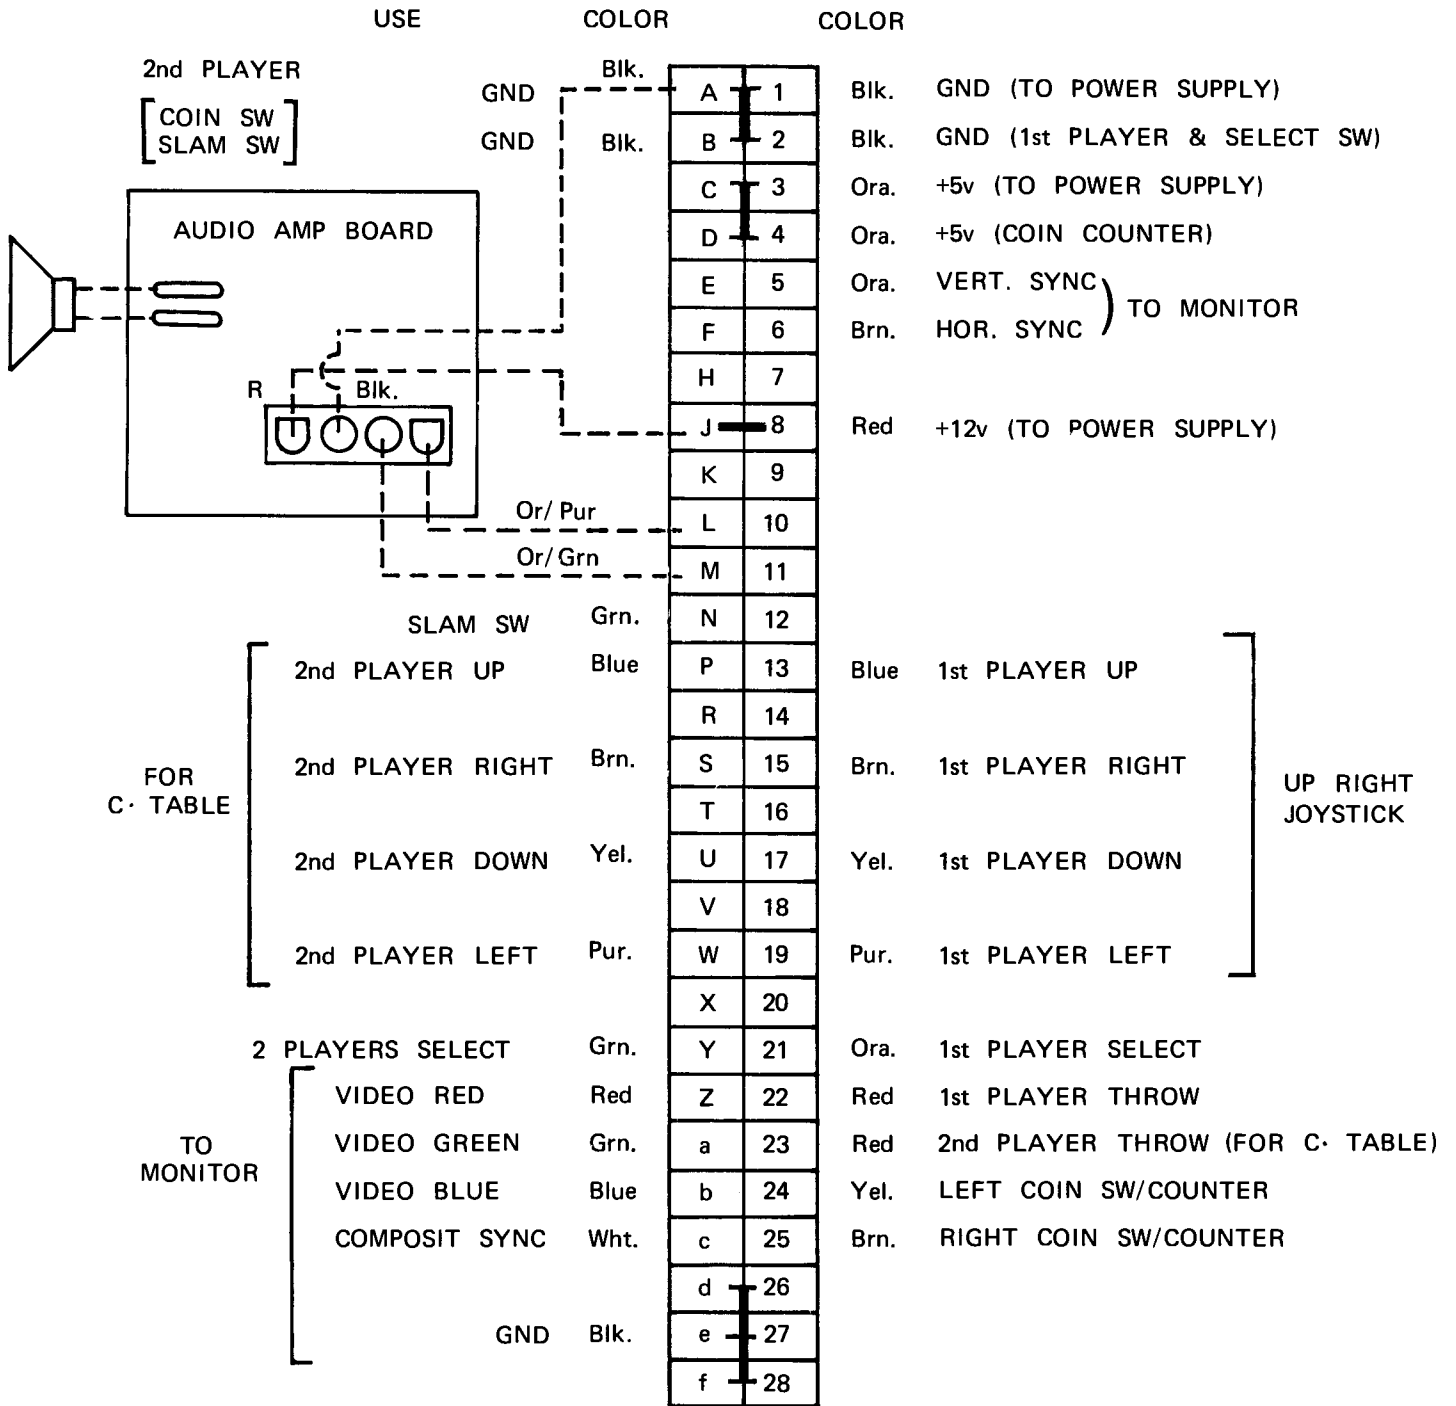 USE COLOR COLOR
2nd PLAYER
COIN SW
SLAM SW
GND Blk. A 1 Blk. GND (TO POWER SUPPLY)
GND Blk. B 2 Blk. GND (1st PLAYER & SELECT SW)
C 3 Ora. +5v (TO POWER SUPPLY)
AUDIO AMP BOARD
D 4 Ora. +5v (COIN COUNTER)
E 5 Ora. VERT. SYNC
TO MONITOR
F 6 Brn. HOR. SYNC
H 7
R Blk.
J 8 Red +12v (TO POWER SUPPLY)
K 9
Or/Pur L 10
Or/Grn M 11
SLAM SW Grn. N 12
2nd PLAYER UP Blue P 13 Blue 1st PLAYER UP
R 14
FOR
C· TABLE
2nd PLAYER RIGHT Brn. S 15 Brn. 1st PLAYER RIGHT
UP RIGHT
JOYSTICK
T 16
2nd PLAYER DOWN Yel. U 17 Yel. 1st PLAYER DOWN
V 18
2nd PLAYER LEFT Pur. W 19 Pur. 1st PLAYER LEFT
X 20
2 PLAYERS SELECT Grn. Y 21 Ora. 1st PLAYER SELECT
TO
MONITOR
VIDEO RED Red Z 22 Red 1st PLAYER THROW
VIDEO GREEN Grn. a 23 Red 2nd PLAYER THROW (FOR C· TABLE)
VIDEO BLUE Blue b 24 Yel. LEFT COIN SW/COUNTER
COMPOSIT SYNC Wht. c 25 Brn. RIGHT COIN SW/COUNTER
d 26
GND Blk. e 27
f 28